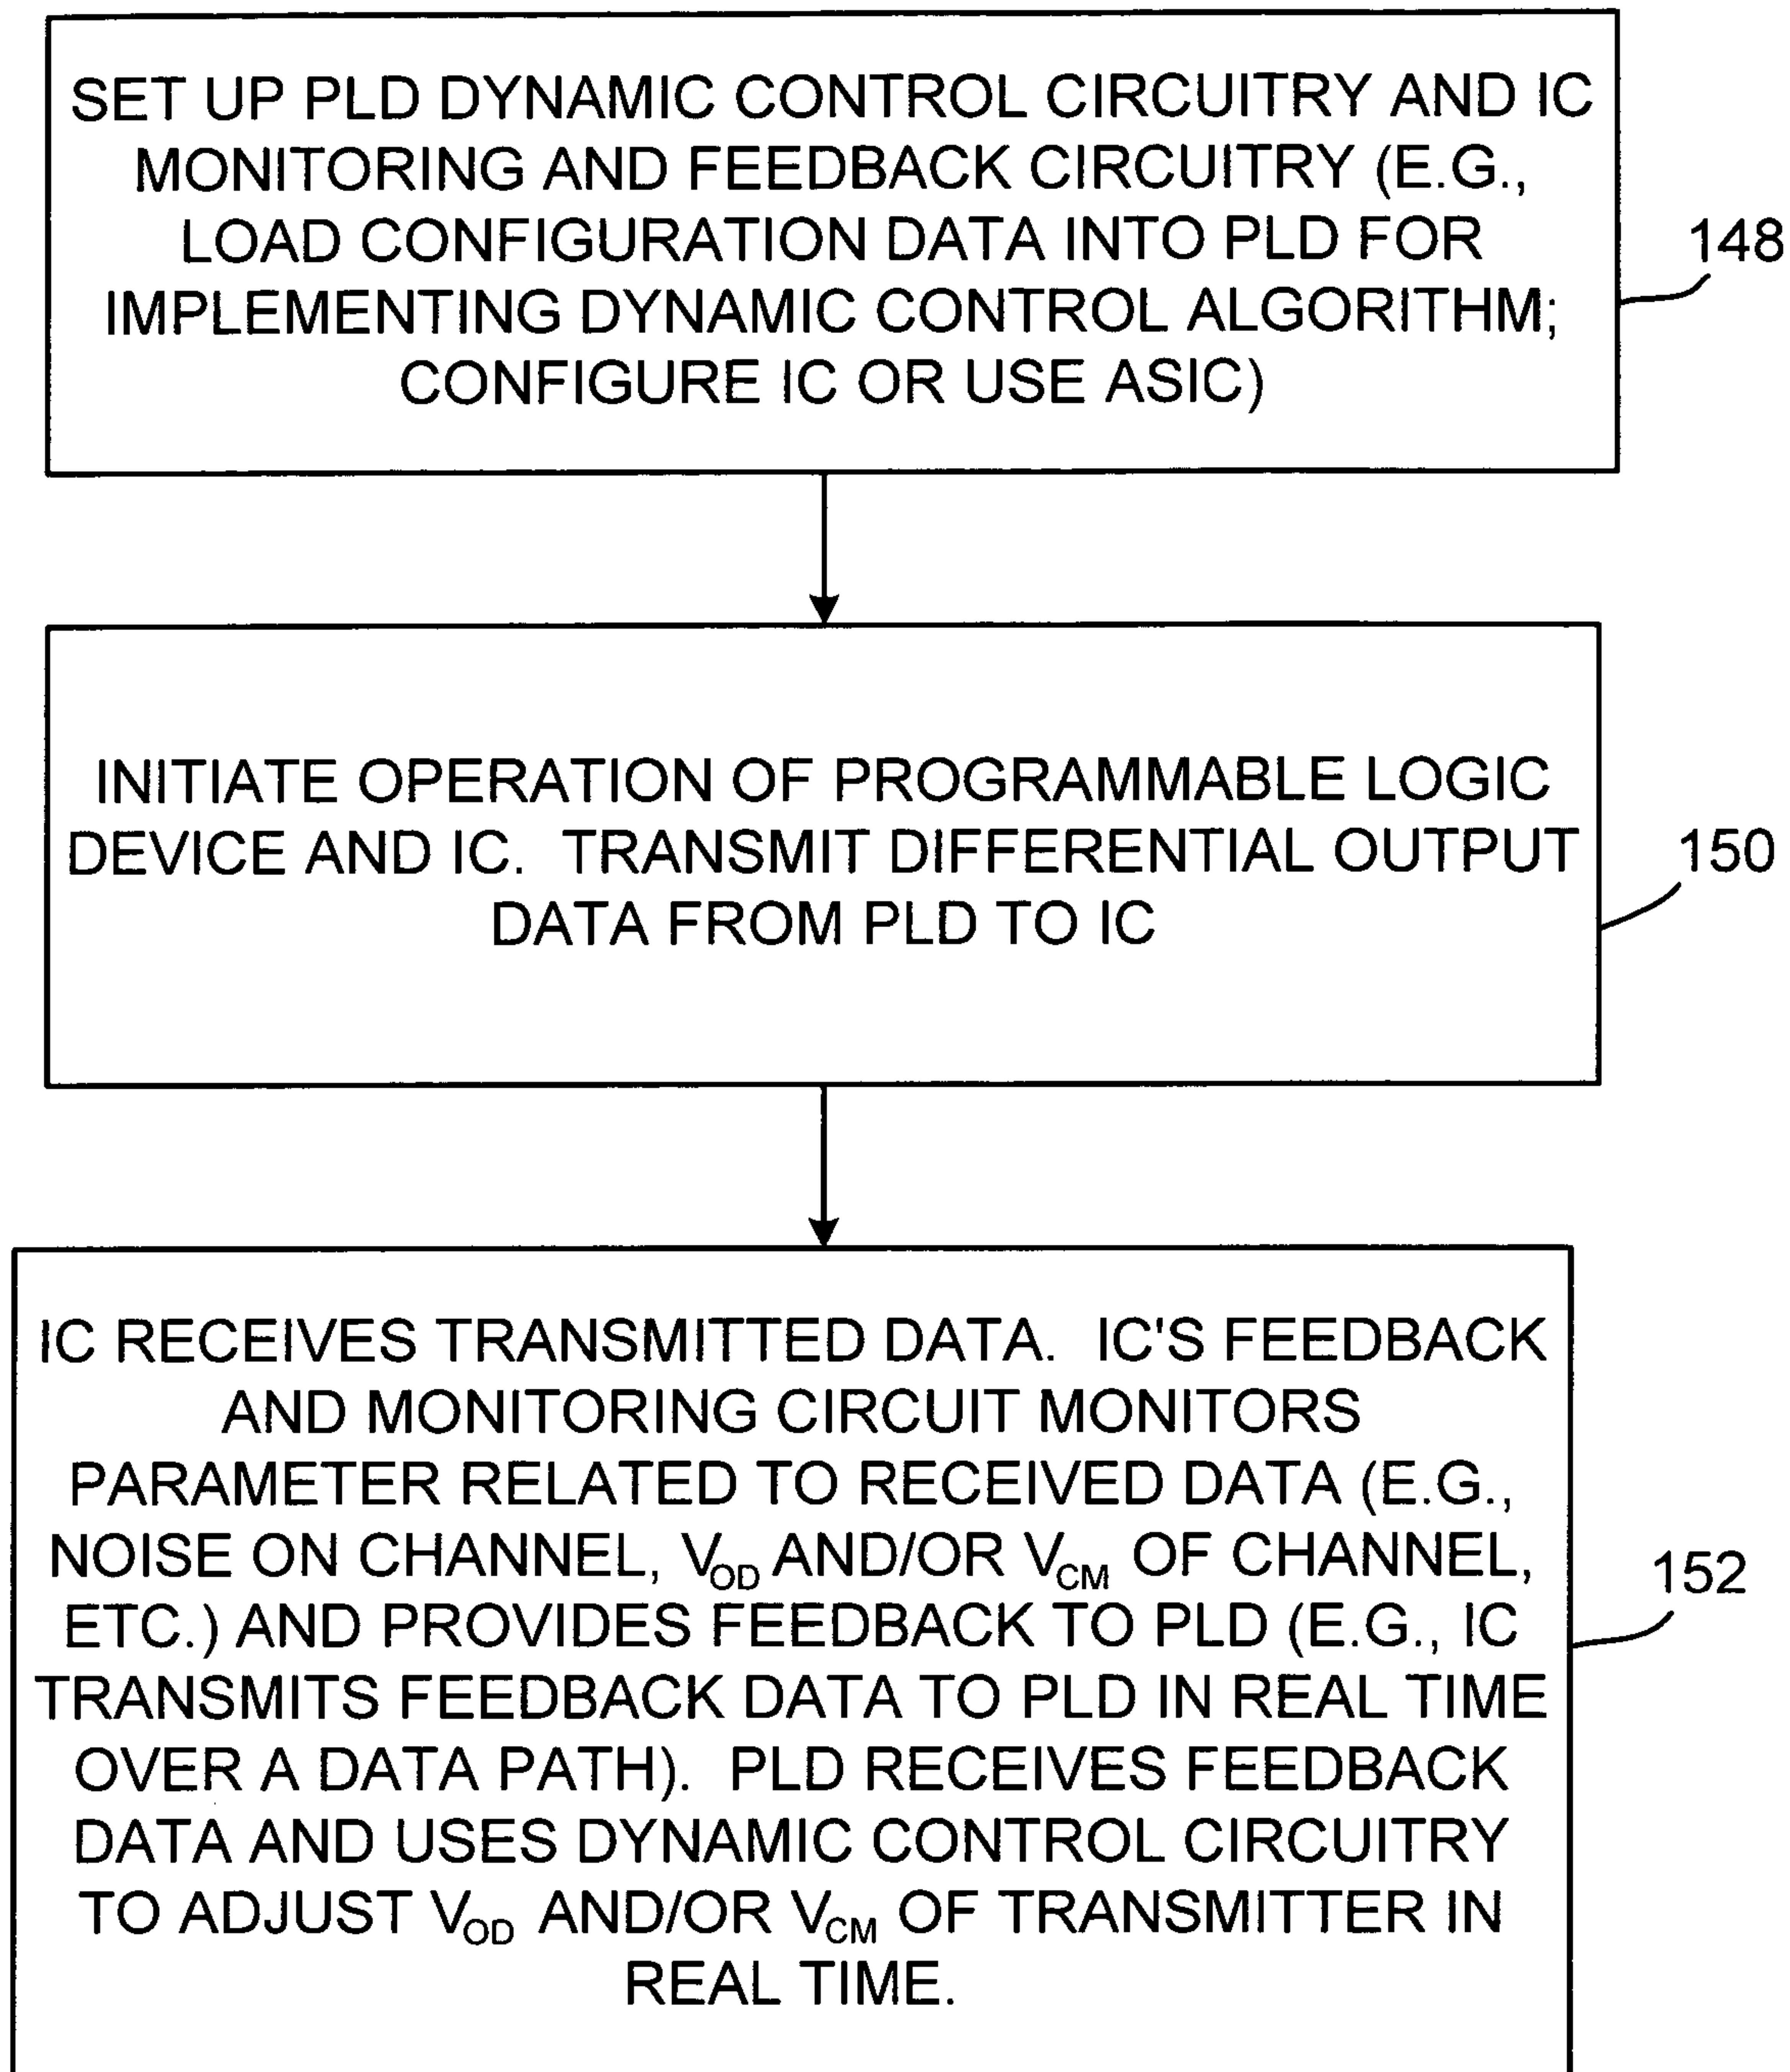 SET UP PLD DYNAMIC CONTROL CIRCUITRY AND IC
MONITORING AND FEEDBACK CIRCUITRY (E.G.,
LOAD CONFIGURATION DATA INTO PLD FOR
IMPLEMENTING DYNAMIC CONTROL ALGORITHM;
CONFIGURE IC OR USE ASIC)
148
INITIATE OPERATION OF PROGRAMMABLE LOGIC
DEVICE AND IC. TRANSMIT DIFFERENTIAL OUTPUT
DATA FROM PLD TO IC
150
IC RECEIVES TRANSMITTED DATA. IC'S FEEDBACK
AND MONITORING CIRCUIT MONITORS
PARAMETER RELATED TO RECEIVED DATA (E.G.,
NOISE ON CHANNEL, VOD AND/OR VCM OF CHANNEL,
ETC.) AND PROVIDES FEEDBACK TO PLD (E.G., IC
TRANSMITS FEEDBACK DATA TO PLD IN REAL TIME
OVER A DATA PATH). PLD RECEIVES FEEDBACK
DATA AND USES DYNAMIC CONTROL CIRCUITRY
TO ADJUST VOD AND/OR VCM OF TRANSMITTER IN
REAL TIME.
152